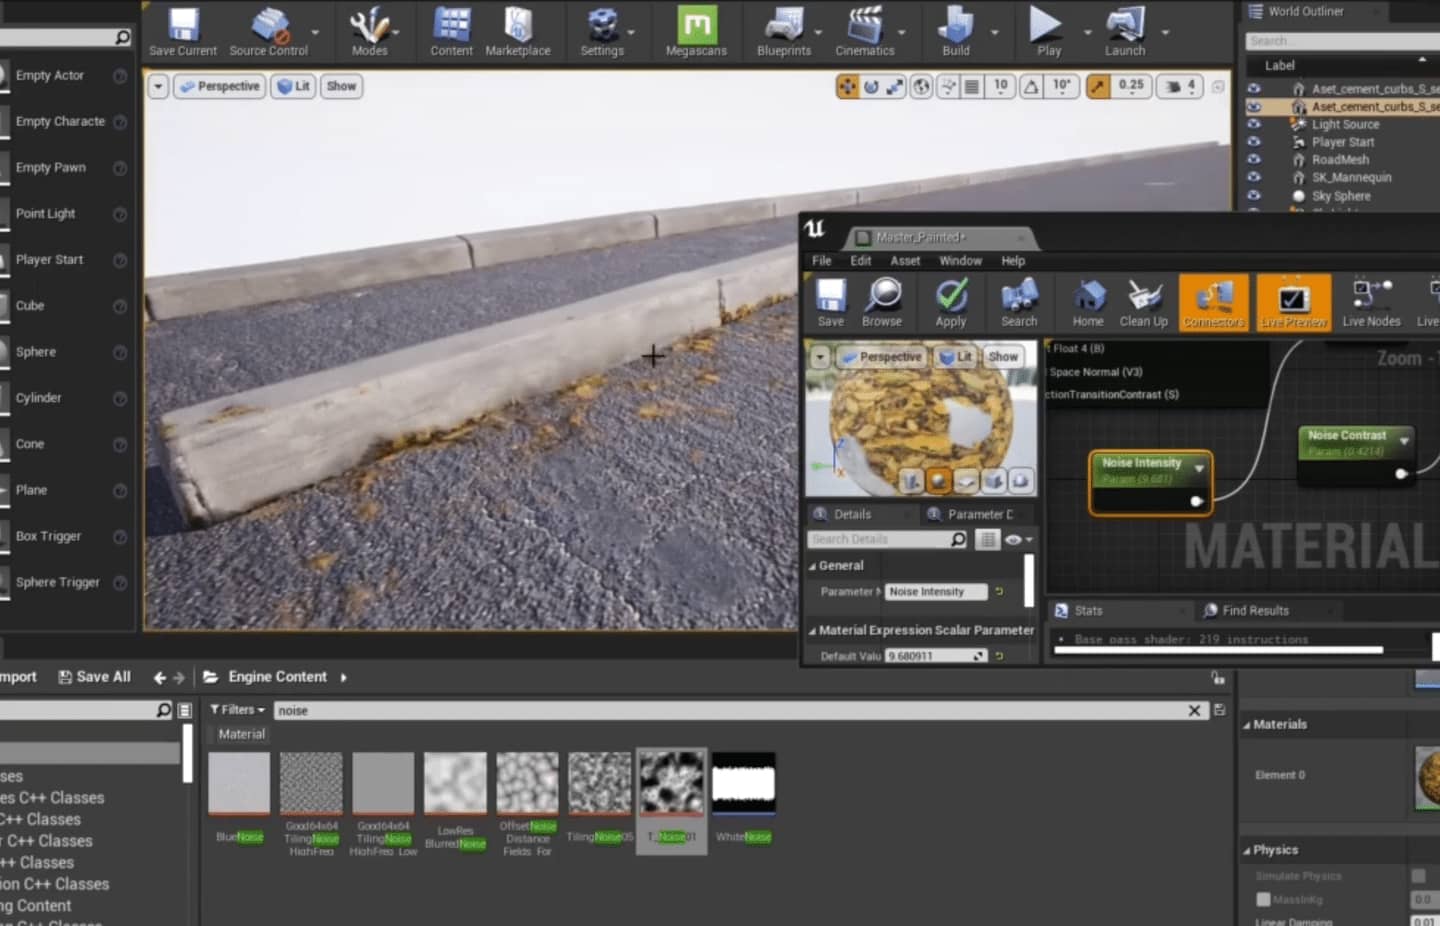 Save Current
Source Control
Modes
Content
Marketplace
Settings
Megascans
Blueprints
Cinematics
Build
Play
Launch
World Outliner
Search...
Label
Aset_cement_curbs_S_se
Aset_cement_curbs_S_se
Light Source
Player Start
RoadMesh
SK_Mannequin
Sky Sphere
Empty Actor
Empty Characte
Empty Pawn
Point Light
Player Start
Cube
Sphere
Cylinder
Cone
Plane
Box Trigger
Sphere Trigger
Perspective
Lit
Show
10
10°
0.25
4
Master_Painted*
File
Edit
Asset
Window
Help
Save
Browse
Apply
Search
Home
Clean Up
Connectors
Live Preview
Live Nodes
Live
Perspective
Lit
Show
Float 4 (B)
Space Normal (V3)
ctionTransitionContrast (S)
Zoom -1
Noise Intensity
Param (9.681)
Noise Contrast
Param (0.4214)
MATERIAL
Details
Parameter D
Search Details
General
Parameter N
Noise Intensity
Material Expression Scalar Parameter
Default Valu
9.680911
Stats
Find Results
Base pass shader: 219 instructions
mport
Save All
Engine Content
Filters
noise
Material
BlueNoise
Good64x64 TilingNoise HighFreq
Good64x64 TilingNoise HighFreq Low
LowRes BlurredNoise
OffsetNoise Distance Fields For
TilingNoise05
T_Noise01
WhiteNoise
ses
es C++ Classes
C++ Classes
r C++ Classes
++ Classes
ion C++ Classes
ng Content
Materials
Element 0
Physics
Simulate Physics
MassInKg
0.0
Linear Damping
0.01